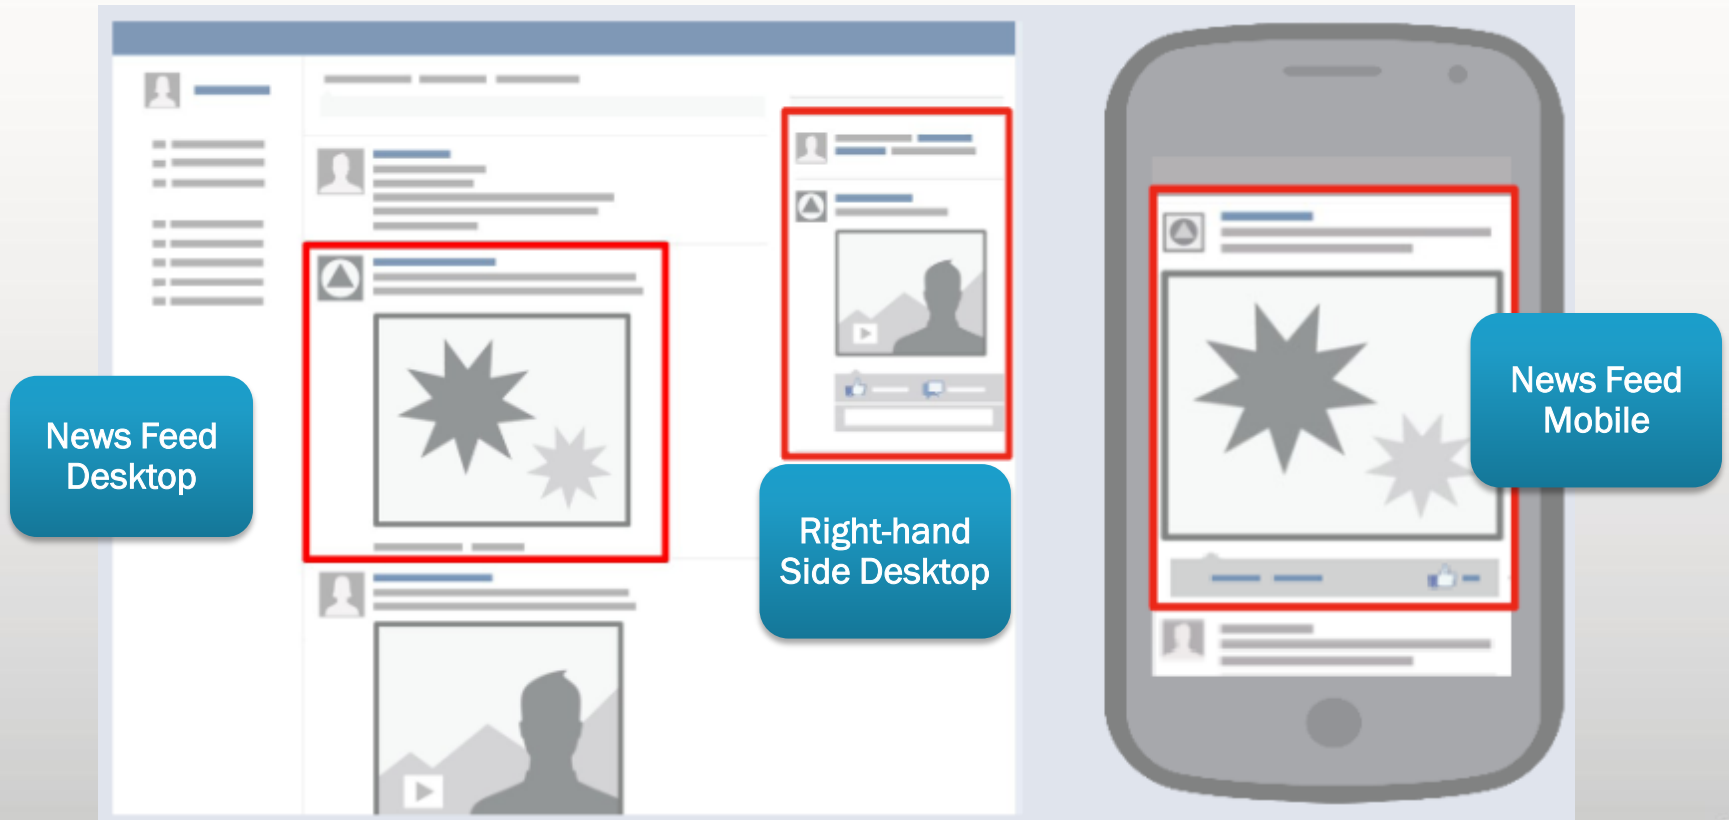 News Feed
Desktop
Right-hand
Side Desktop
News Feed
Mobile